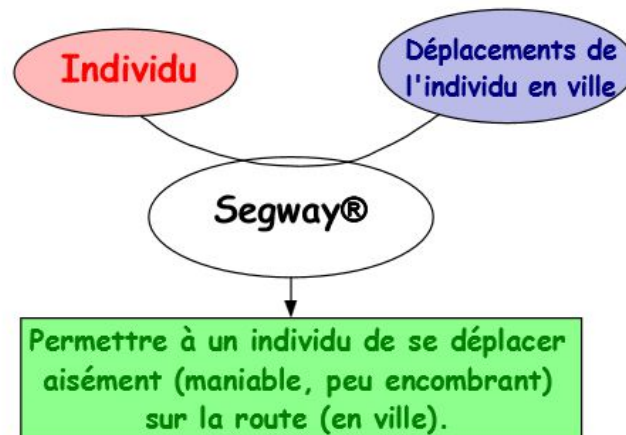 Individu
Déplacements de
l'individu en ville
Segway®
Permettre à un individu de se déplacer
aisément (maniable, peu encombrant)
sur la route (en ville).